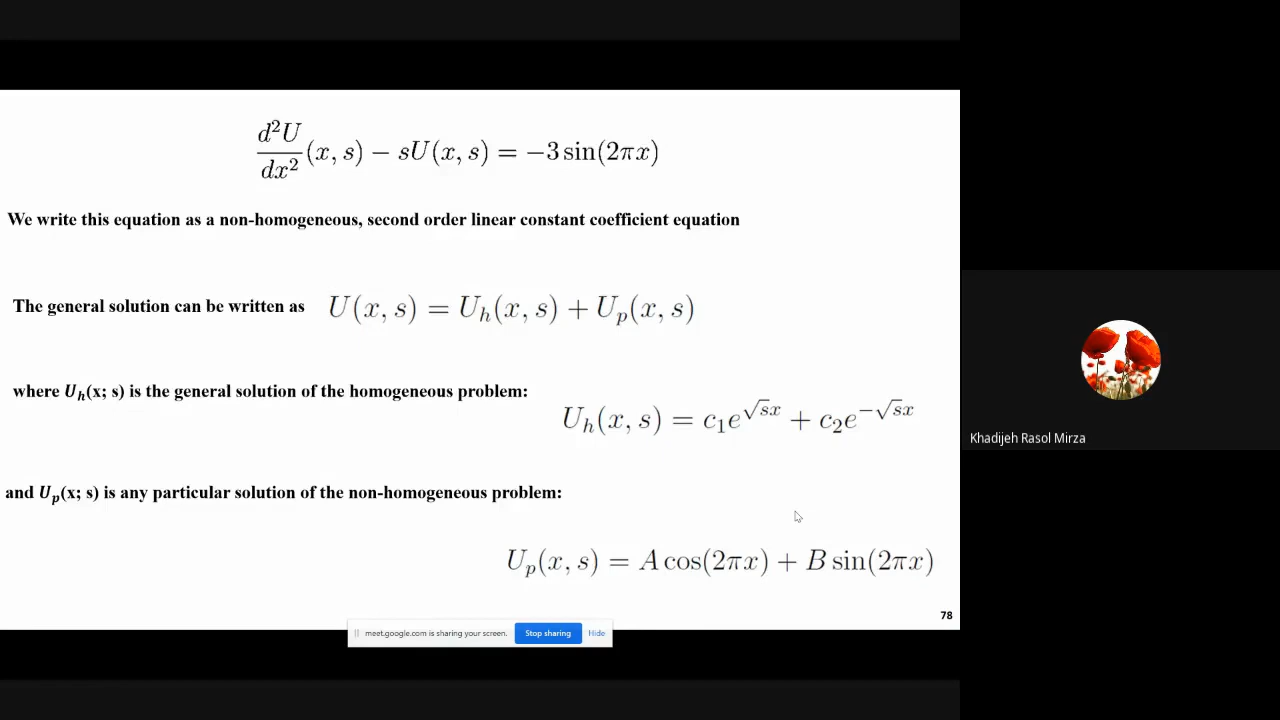 d²U/dx² (x, s) − sU(x, s) = −3 sin(2πx)
We write this equation as a non-homogeneous, second order linear constant coefficient equation
The general solution can be written as U(x, s) = U_h(x, s) + U_p(x, s)
where U_h(x; s) is the general solution of the homogeneous problem:
U_h(x, s) = c₁e^{√sx} + c₂e^{−√sx}
Khadijeh Rasol Mirza
and U_p(x; s) is any particular solution of the non-homogeneous problem:
U_p(x, s) = A cos(2πx) + B sin(2πx)
78
meet.google.com is sharing your screen. Stop sharing Hide